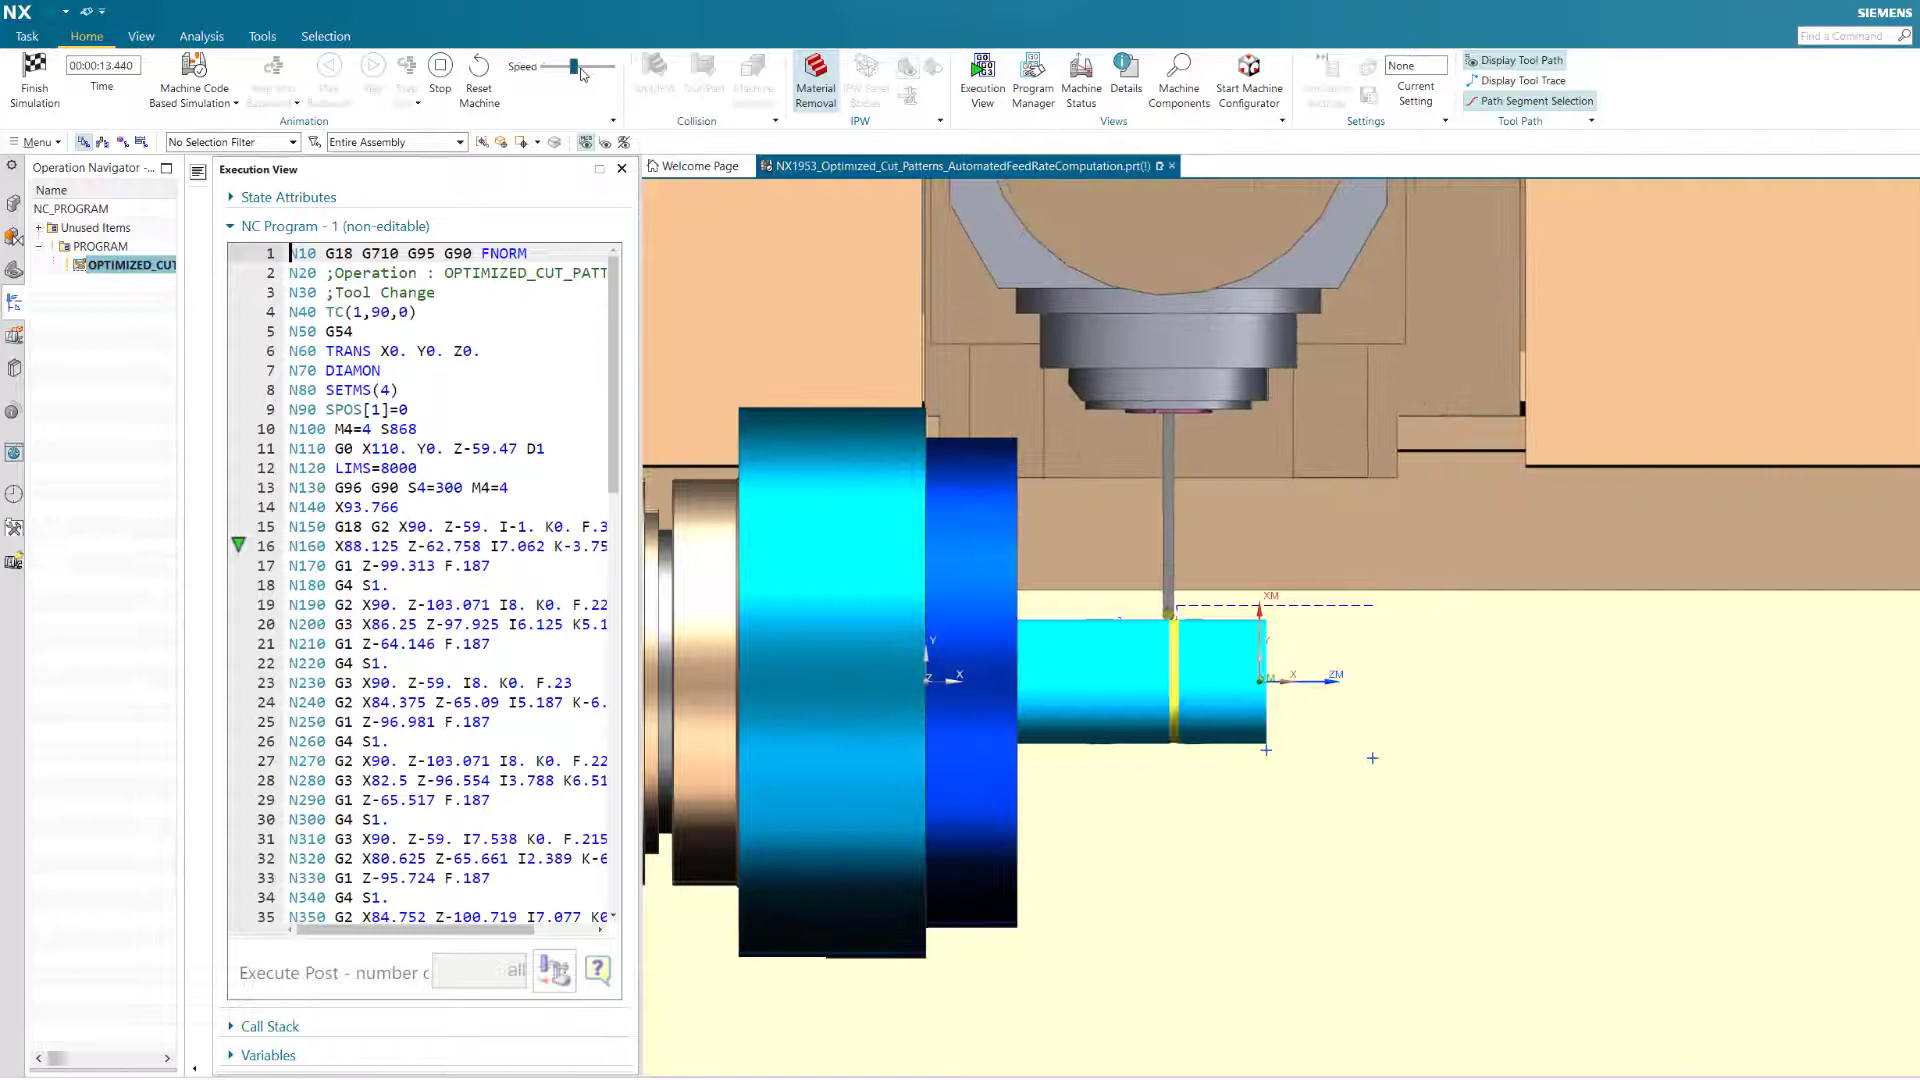 NX
SIEMENS
Task
Home
View
Analysis
Tools
Selection
Find a Command
Finish Simulation
00:00:13.440
Time
Machine Code Based Simulation
Stop
Reset Machine
Speed
Animation
Collision
Material Removal
IPW
Execution View
Program Manager
Machine Status
Details
Machine Components
Start Machine Configurator
Views
None
Current Setting
Settings
Display Tool Path
Display Tool Trace
Path Segment Selection
Tool Path
Menu
No Selection Filter
Entire Assembly
Operation Navigator -...
Name
NC_PROGRAM
Unused Items
PROGRAM
OPTIMIZED_CUT
Execution View
Welcome Page
NX1953_Optimized_Cut_Patterns_AutomatedFeedRateComputation.prt(!)
State Attributes
NC Program - 1 (non-editable)
1 N10 G18 G710 G95 G90 FNORM
2 N20 ;Operation : OPTIMIZED_CUT_PATT
3 N30 ;Tool Change
4 N40 TC(1,90,0)
5 N50 G54
6 N60 TRANS X0. Y0. Z0.
7 N70 DIAMON
8 N80 SETMS(4)
9 N90 SPOS[1]=0
10 N100 M4=4 S868
11 N110 G0 X110. Y0. Z-59.47 D1
12 N120 LIMS=8000
13 N130 G96 G90 S4=300 M4=4
14 N140 X93.766
15 N150 G18 G2 X90. Z-59. I-1. K0. F.3
16 N160 X88.125 Z-62.758 I7.062 K-3.75
17 N170 G1 Z-99.313 F.187
18 N180 G4 S1.
19 N190 G2 X90. Z-103.071 I8. K0. F.22
20 N200 G3 X86.25 Z-97.925 I6.125 K5.1
21 N210 G1 Z-64.146 F.187
22 N220 G4 S1.
23 N230 G3 X90. Z-59. I8. K0. F.23
24 N240 G2 X84.375 Z-65.09 I5.187 K-6.
25 N250 G1 Z-96.981 F.187
26 N260 G4 S1.
27 N270 G2 X90. Z-103.071 I8. K0. F.22
28 N280 G3 X82.5 Z-96.554 I3.788 K6.51
29 N290 G1 Z-65.517 F.187
30 N300 G4 S1.
31 N310 G3 X90. Z-59. I7.538 K0. F.215
32 N320 G2 X80.625 Z-65.661 I2.389 K-6
33 N330 G1 Z-95.724 F.187
34 N340 G4 S1.
35 N350 G2 X84.752 Z-100.719 I7.077 K0
Execute Post - number
all
Call Stack
Variables
XM
Y
X
Z
Y
X
ZM